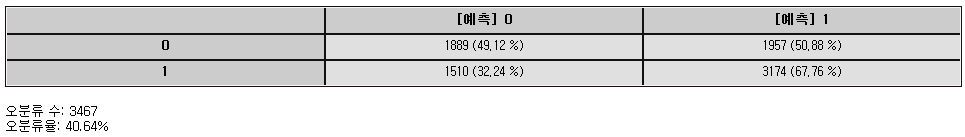 [예측] 0 [예측] 1
0 1889 (49,12 %) 1957 (50,88 %)
1 1510 (32,24 %) 3174 (67,76 %)
오분류 수: 3467
오분류율: 40.64%